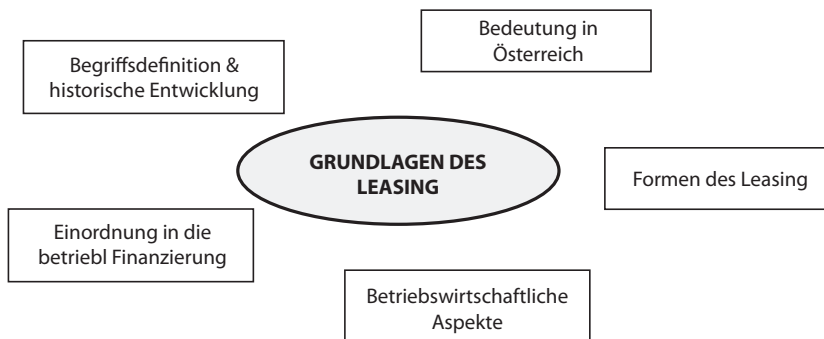 Bedeutung in
Österreich
Begriffsdefinition &
historische Entwicklung
GRUNDLAGEN DES
LEASING
Formen des Leasing
Einordnung in die
betriebl Finanzierung
Betriebswirtschaftliche
Aspekte